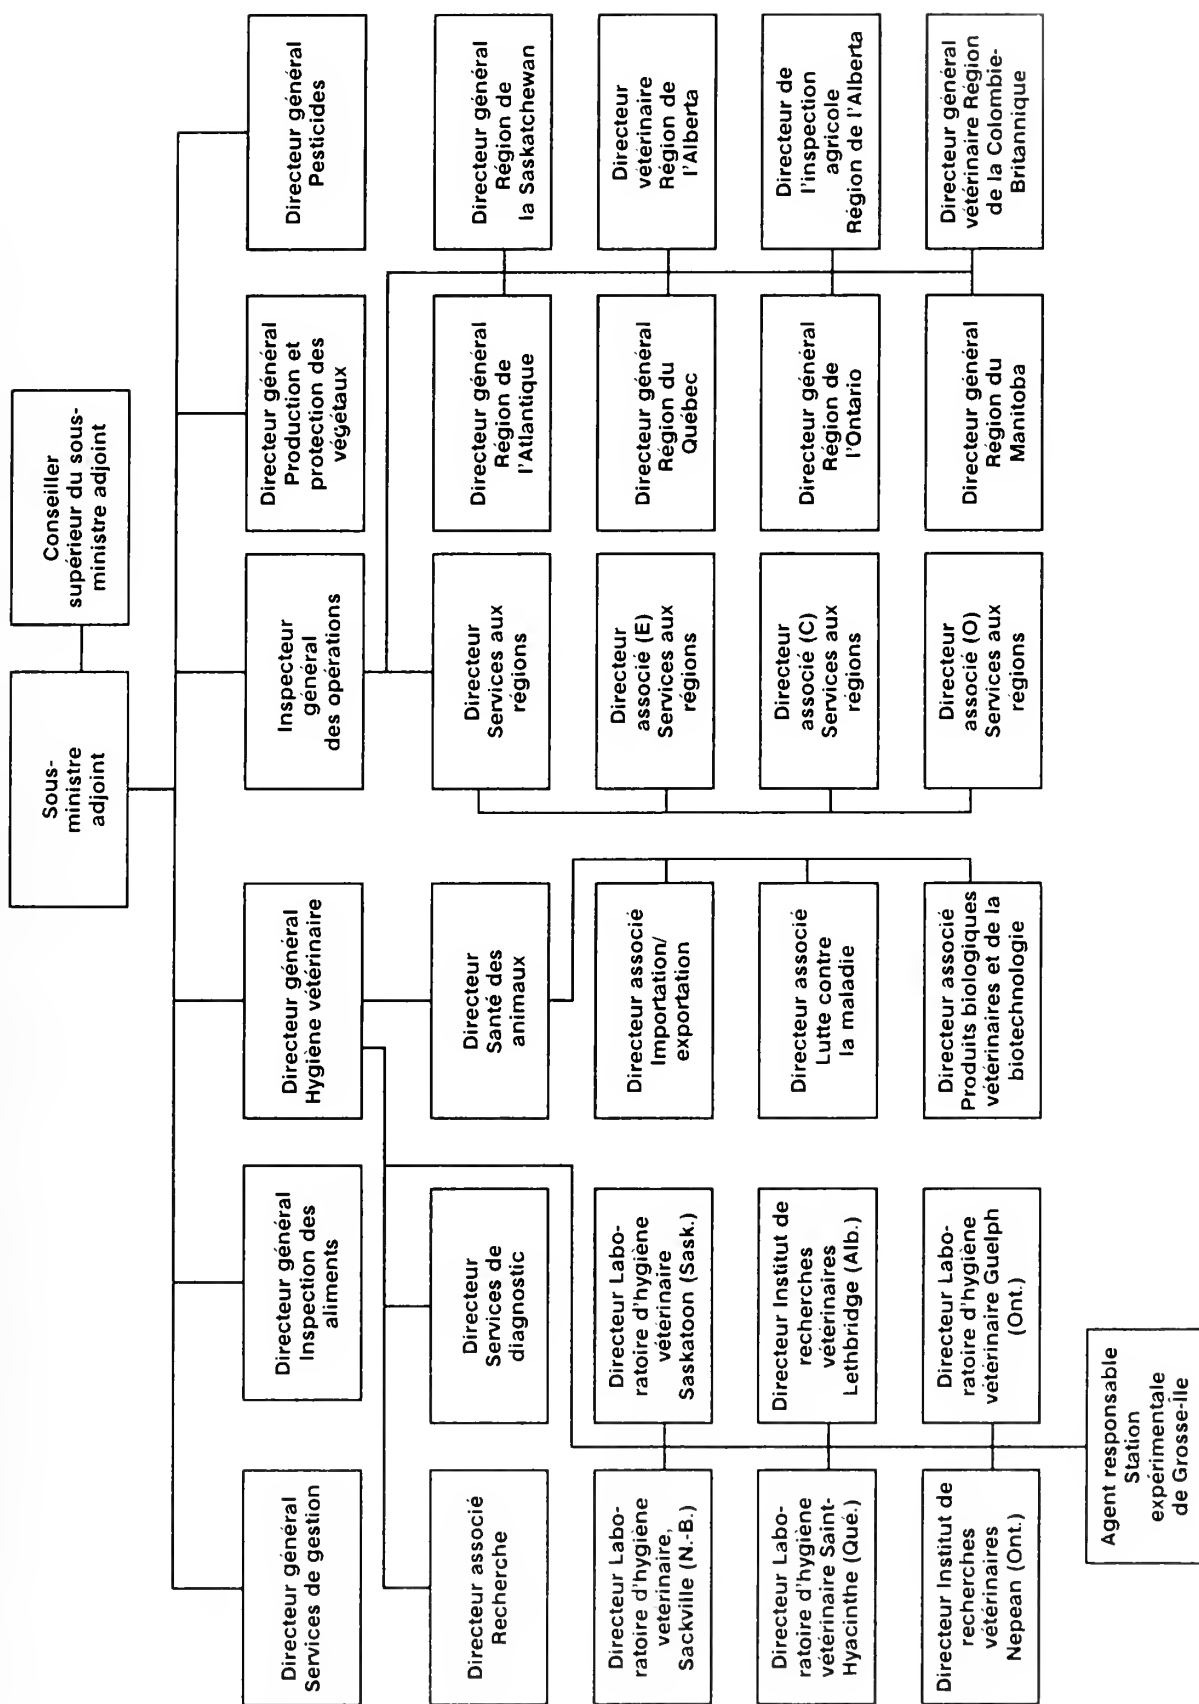 Sous-
ministre
adjoint
Conseiller
supérieur du sous-
ministre adjoint
Directeur général
Services de gestion
Directeur général
Inspection des
aliments
Directeur général
Hygiène vétérinaire
Inspecteur
général
des opérations
Directeur général
Production et
protection des
végétaux
Directeur général
Pesticides
Directeur associé
Recherche
Directeur
Services de
diagnostic
Directeur
Santé des
animaux
Directeur
Services aux
régions
Directeur général
Région de
l'Atlantique
Directeur général
Région de
la Saskatchewan
Directeur Labo-
ratoire d'hygiène
veterinaire,
Sackville (N.-B.)
Directeur Labo-
ratoire d'hygiène
vétérinaire
Saskatoon (Sask.)
Directeur associé
Importation/
exportation
Directeur
associé (E)
Services aux
régions
Directeur général
Région du
Québec
Directeur
vétérinaire
Région de
l'Alberta
Directeur Labo-
ratoire d'hygiène
vétérinaire Saint-
Hyacinthe (Qué.)
Directeur Institut de
recherches
vétérinaires
Lethbridge (Alb.)
Directeur associé
Lutte contre
la maladie
Directeur
associé (C)
Services aux
régions
Directeur général
Région de
l'Ontario
Directeur de
l'inspection
agricole
Région de l'Alberta
Directeur Institut de
recherches
vétérinaires
Nepean (Ont.)
Directeur Labo-
ratoire d'hygiène
vétérinaire Guelph
(Ont.)
Directeur associé
Produits biologiques
vétérinaires et de la
biotechnologie
Directeur
associé (O)
Services aux
régions
Directeur général
Région du
Manitoba
Directeur général
vétérinaire Région
de la Colombie-
Britannique
Agent responsable
Station
expérimentale
de Grosse-Île